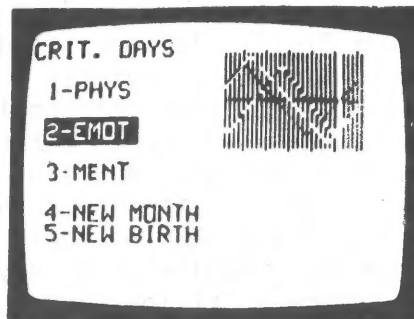 CRIT. DAYS
1-PHYS
2-EMOT
3-MENT
4-NEW MONTH
5-NEW BIRTH